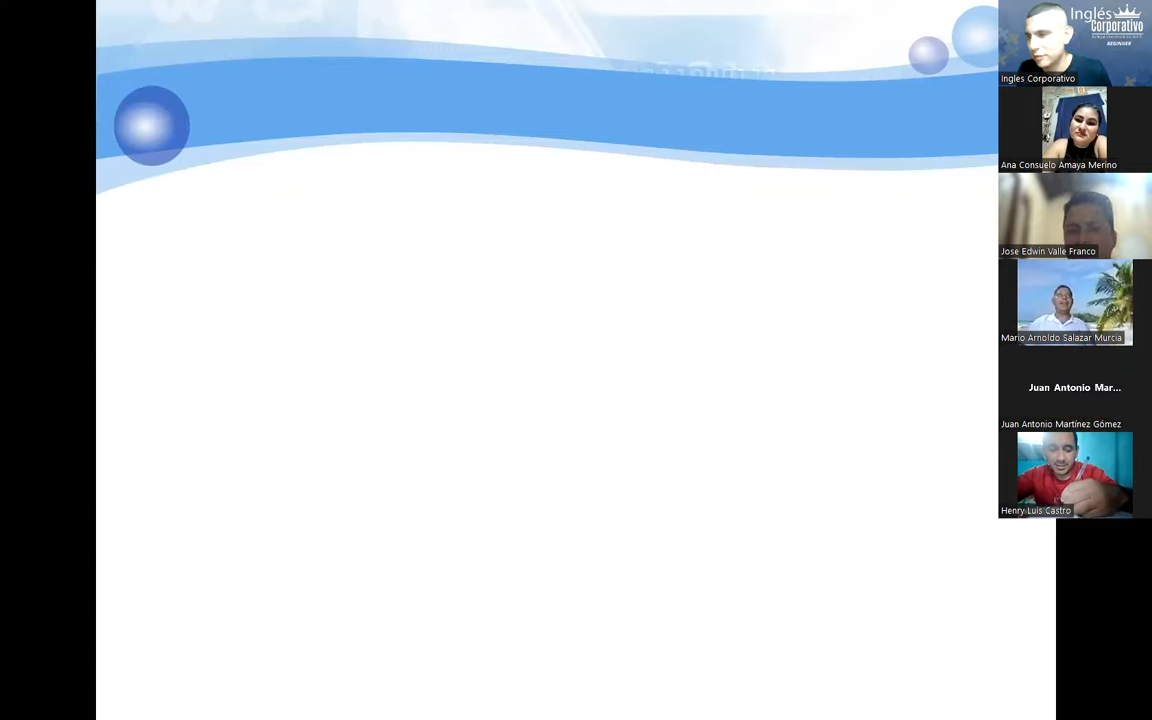 Inglés
Corporativo
BEGINNER
Ingles Corporativo
Ana Consuelo Amaya Merino
Jose Edwin Valle Franco
Mario Arnoldo Salazar Murcia
Juan Antonio Mar...
Juan Antonio Martínez Gómez
Henry Luis Castro